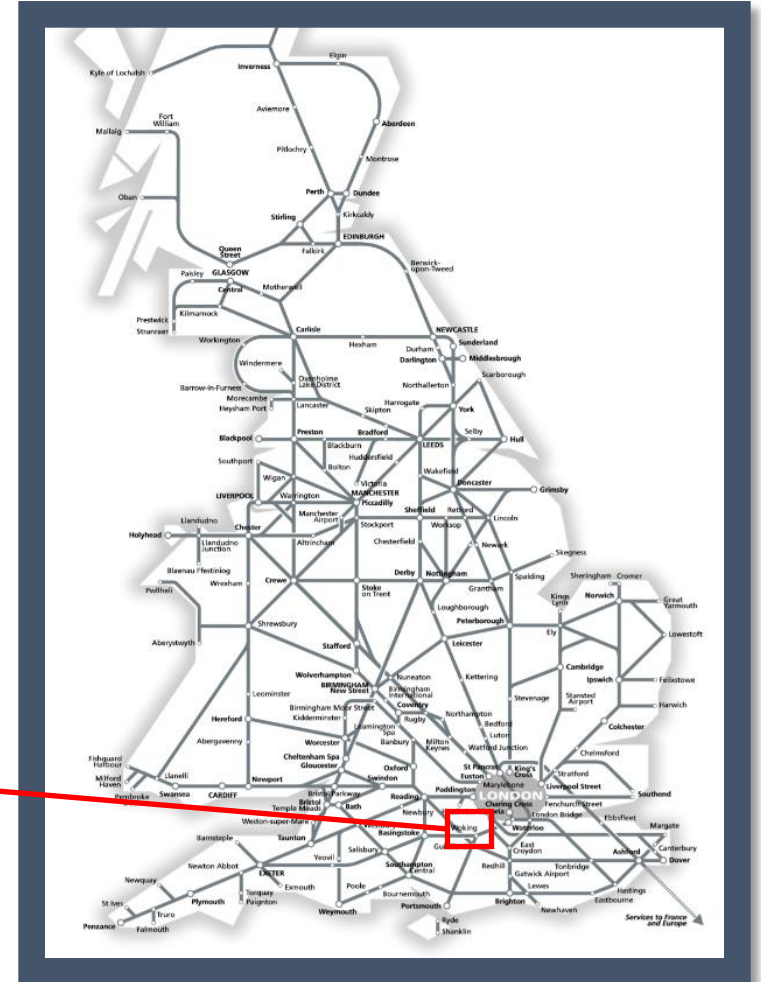 Elgin
Inverness
Kyle of Lochalsh
Aviemore
Fort
William
Aberdeen
Mallaig
Pitlochry
Montrose
Perth
Dundee
Oban
Stirling
Kirkcaldy
EDINBURGH
Queen
Street
Falkirk
Berwick-
upon-Tweed
Paisley
GLASGOW
Central
Motherwell
Prestwick
Kilmarnock
Stranraer
Carlisle
NEWCASTLE
Workington
Hexham
Sunderland
Durham
Darlington
Middlesbrough
Windermere
Scarborough
Oxenholme
Lake District
Barrow-in-Furness
Northallerton
Morecambe
Heysham Port
Lancaster
Harrogate
York
Skipton
Blackpool
Preston
Bradford
Selby
Hull
Blackburn
LEEDS
Huddersfield
Southport
Bolton
Wakefield
Wigan
Victoria
Doncaster
LIVERPOOL
Warrington
MANCHESTER
Piccadilly
Grimsby
Manchester
Airport
Sheffield
Retford
Llandudno
Stockport
Worksop
Lincoln
Holyhead
Chester
Llandudno
Junction
Altrincham
Chesterfield
Newark
Skegness
Blaenau Ffestiniog
Derby
Nottingham
Pwllheli
Wrexham
Crewe
Stoke
on Trent
Grantham
Spalding
Sheringham
Cromer
Kings
Lynn
Norwich
Great
Yarmouth
Loughborough
Peterborough
Shrewsbury
Ely
Lowestoft
Aberystwyth
Stafford
Leicester
Cambridge
Wolverhampton
BIRMINGHAM
New Street
Nuneaton
Kettering
Birmingham
International
Ipswich
Felixstowe
Leominster
Coventry
Stevenage
Stansted
Airport
Birmingham Moor Street
Harwich
Hereford
Kidderminster
Rugby
Northampton
Leamington
Spa
Bedford
Colchester
Abergavenny
Worcester
Banbury
Milton
Keynes
Luton
Watford Junction
Chelmsford
Fishguard
Harbour
Cheltenham Spa
Gloucester
Oxford
St Pancras
Euston
King's
Cross
Stratford
Milford
Haven
Llanelli
Swindon
Marylebone
Liverpool Street
Pembroke
Swansea
CARDIFF
Newport
Bristol Parkway
Reading
Paddington
LONDON
Southend
Bristol
Temple Meads
Bath
Charing Cross
Fenchurch Street
Newbury
London Bridge
Ebbsfleet
Weston-super-Mare
Basingstoke
Woking
Waterloo
Margate
Barnstaple
Taunton
Salisbury
East
Croydon
Canterbury
Yeovil
Ashford
Dover
Newton Abbot
EXETER
Southampton
Central
Redhill
Tonbridge
Gatwick Airport
Newquay
Exmouth
Poole
Lewes
Hastings
Torquay
Paignton
Bournemouth
Eastbourne
St Ives
Plymouth
Weymouth
Portsmouth
Brighton
Newhaven
Truro
Penzance
Falmouth
Ryde
Shanklin
Services to France
and Europe